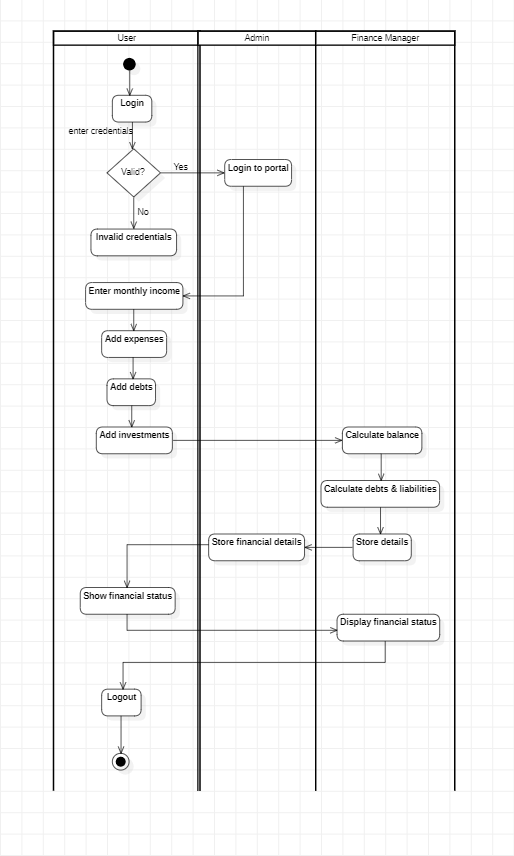 User
Admin
Finance Manager
Login
enter credentials
Valid?
Yes
Login to portal
No
Invalid credentials
Enter monthly income
Add expenses
Add debts
Add investments
Calculate balance
Calculate debts & liabilities
Store financial details
Store details
Show financial status
Display financial status
Logout